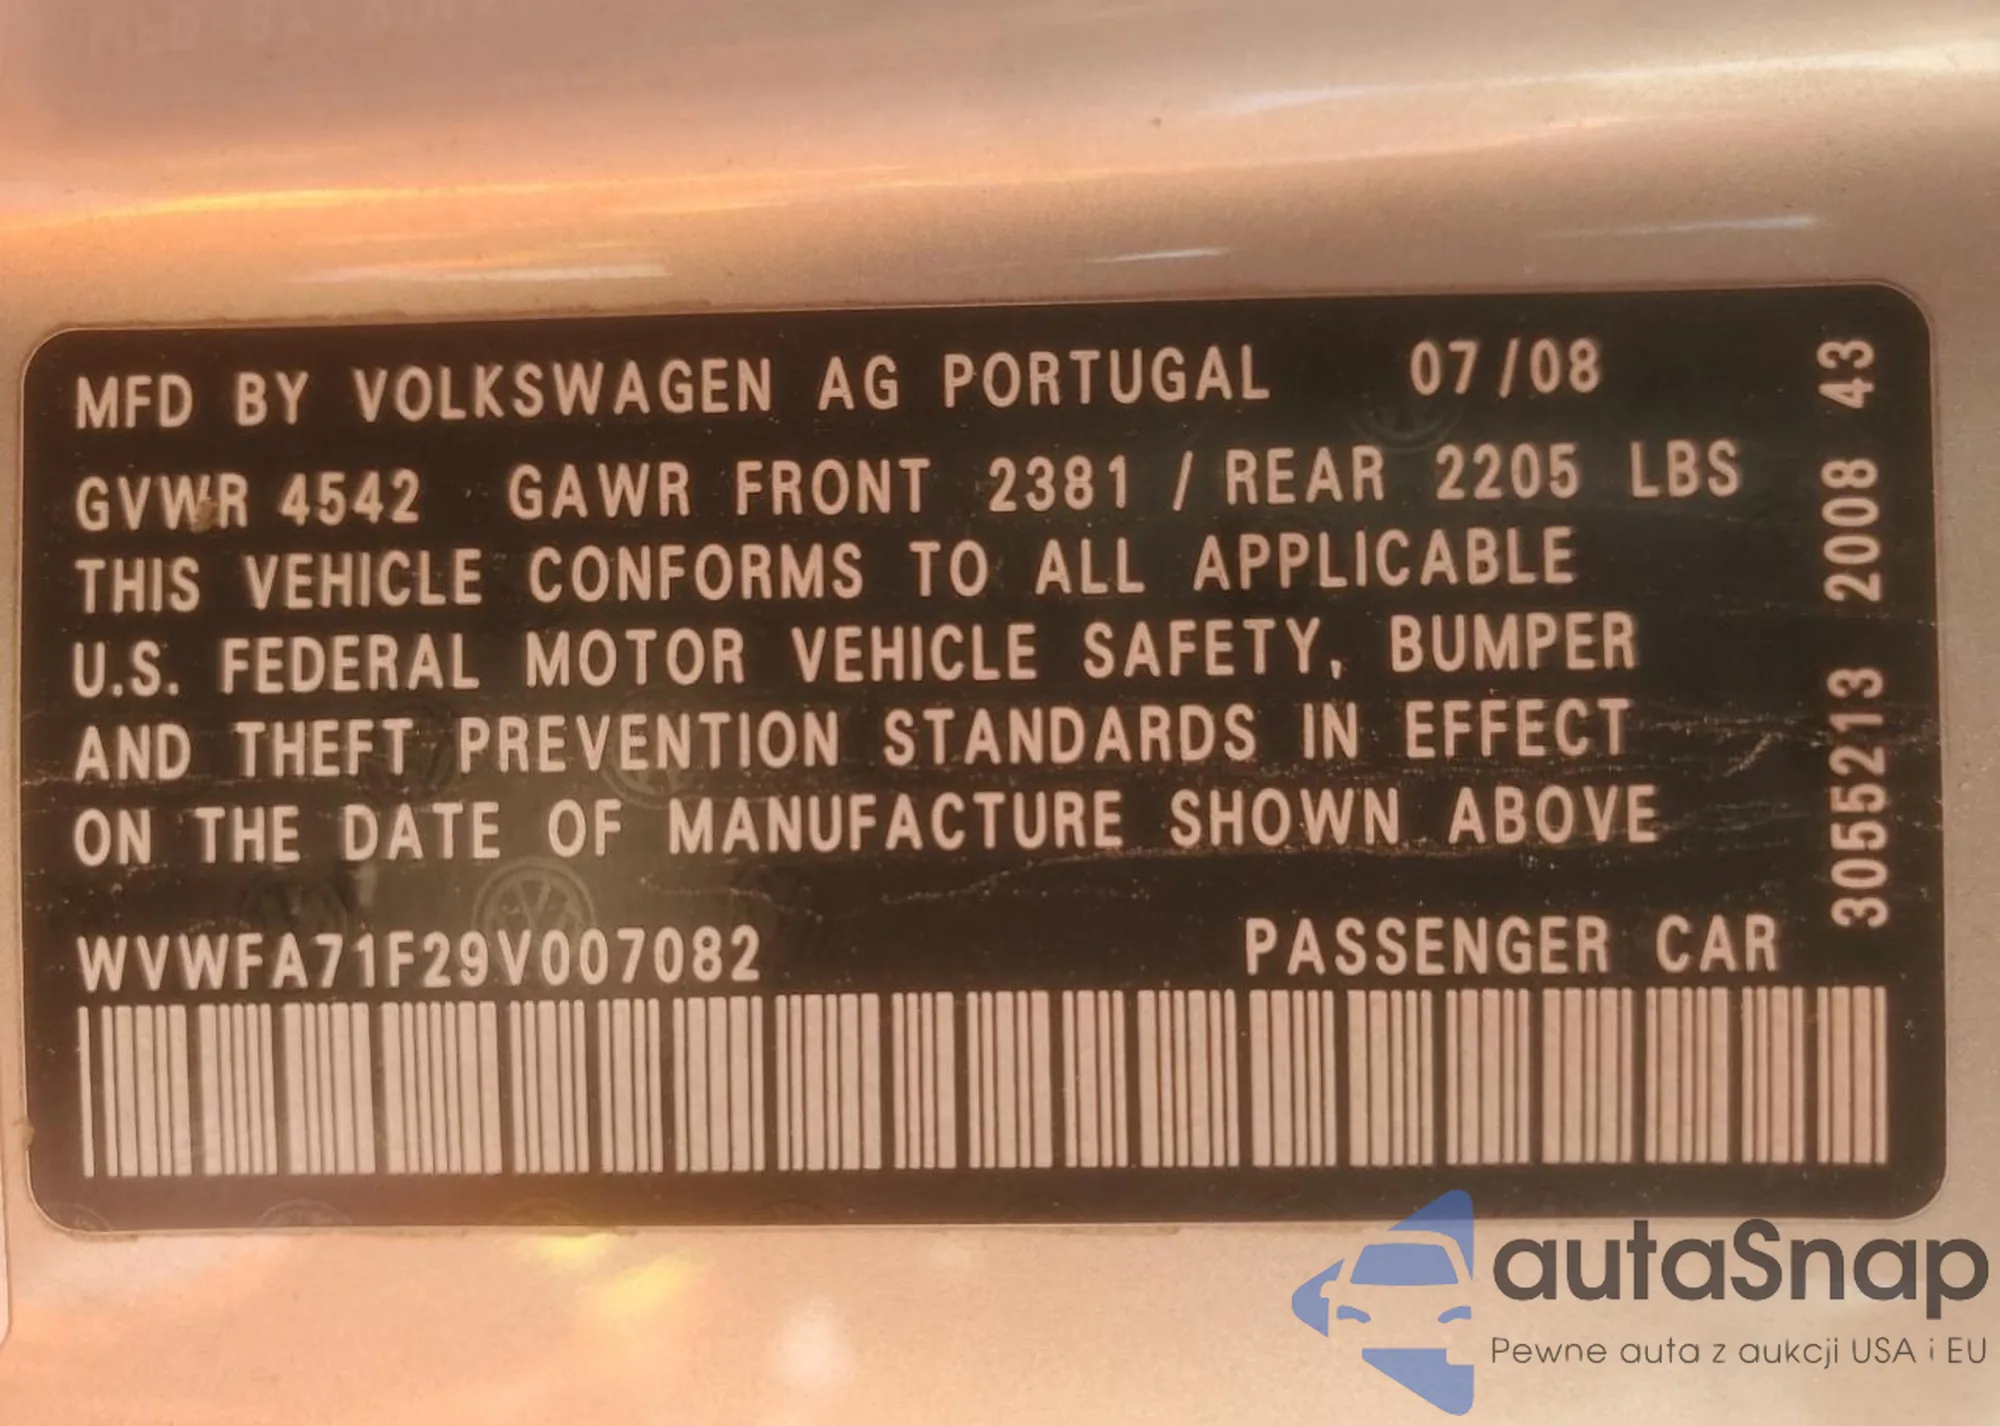 MFD BY VOLKSWAGEN AG PORTUGAL 07/08
GVWR 4542 GAWR FRONT 2381 / REAR 2205 LBS
THIS VEHICLE CONFORMS TO ALL APPLICABLE
U.S. FEDERAL MOTOR VEHICLE SAFETY, BUMPER
AND THEFT PREVENTION STANDARDS IN EFFECT
ON THE DATE OF MANUFACTURE SHOWN ABOVE
WVWFA71F29V007082 PASSENGER CAR
3055213 2008 43
autaSnap
Pewne auta z aukcji USA i EU